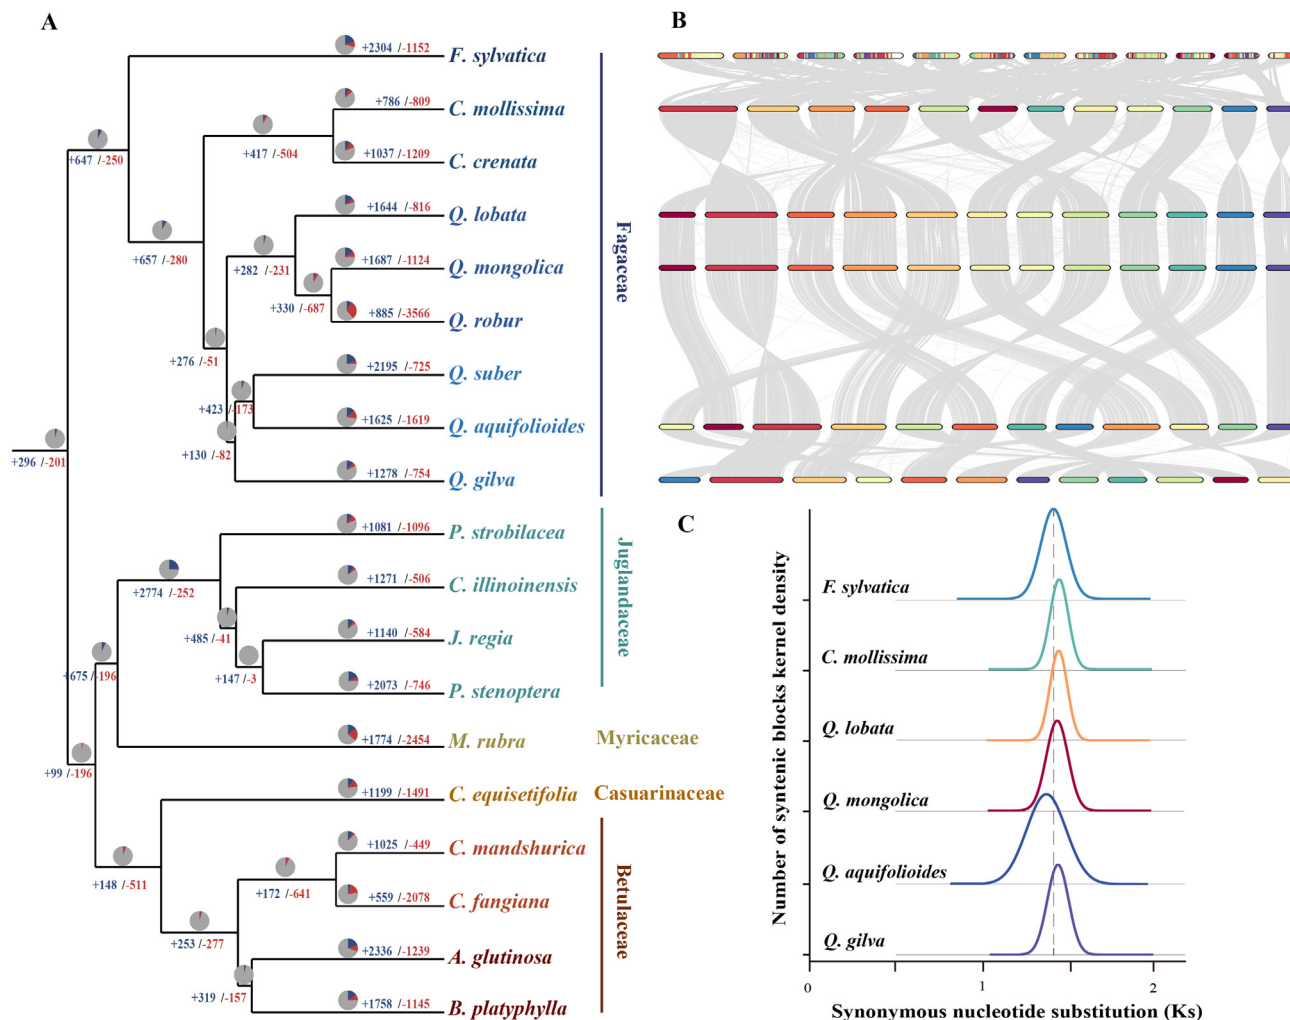 A
+2304 /-1152
F. sylvatica
+786 /-809
C. mollissima
+647 /-250
+417 /-504
+1037 /-1209
C. crenata
+1644 /-816
Q. lobata
+657 /-280
+282 /-231
+1687 /-1124
Q. mongolica
+330 /-687
+885 /-3566
Q. robur
+276 /-51
+2195 /-725
Q. suber
+423 /-173
+1625 /-1619
Q. aquifolioides
+296 /-201
+130 /-82
+1278 /-754
Q. gilva
Fagaceae
+1081 /-1096
P. strobilacea
+2774 /-252
+1271 /-506
C. illinoinensis
+485 /-41
+1140 /-584
J. regia
+675 /-196
+147 /-3
+2073 /-746
P. stenoptera
Juglandaceae
+1774 /-2454
M. rubra
Myricaceae
+99 /-196
+1199 /-1491
C. equisetifolia
Casuarinaceae
+1025 /-449
C. mandshurica
+148 /-511
+172 /-641
+559 /-2078
C. fangiana
+253 /-277
+2336 /-1239
A. glutinosa
+319 /-157
+1758 /-1145
B. platyphylla
Betulaceae
B
C
Number of syntenic blocks kernel density
F. sylvatica
C. mollissima
Q. lobata
Q. mongolica
Q. aquifolioides
Q. gilva
0 1 2
Synonymous nucleotide substitution (Ks)